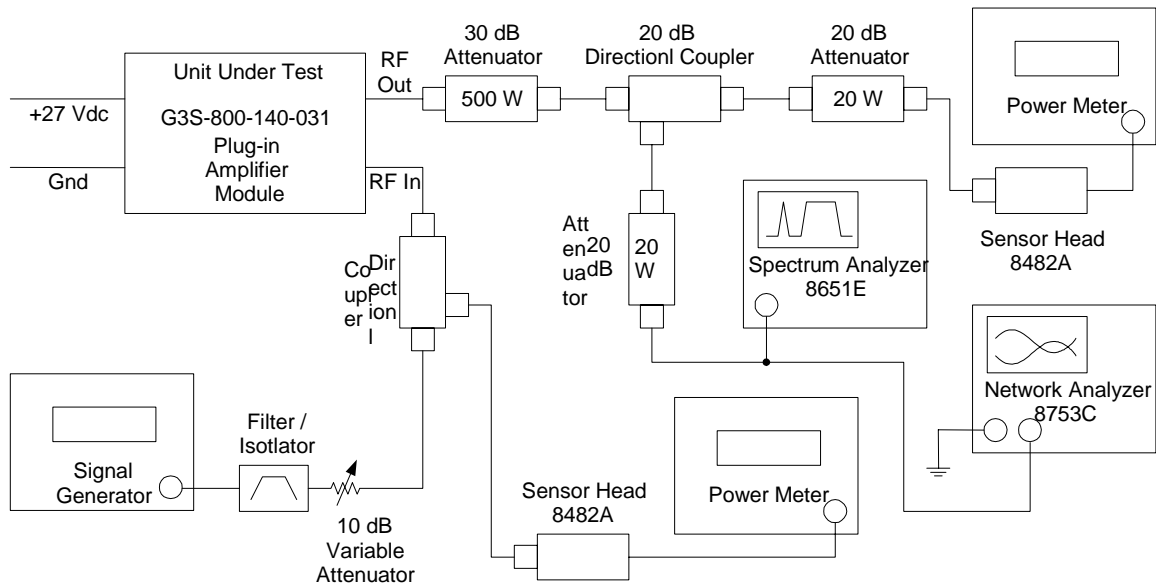 30 dB
Attenuator
20 dB
Directionl Coupler
20 dB
Attenuator
RF
Out
Unit Under Test
G3S-800-140-031
Plug-in
Amplifier
Module
+27 Vdc
Gnd
RF In
500 W
20 W
Power Meter
Sensor Head
8482A
Att
en
ua
tor
20
dB
20
W
Spectrum Analyzer
8651E
Dir
ect
ion
l
Co
upl
er
Network Analyzer
8753C
Signal
Generator
Filter /
Isotlator
10 dB
Variable
Attenuator
Sensor Head
8482A
Power Meter